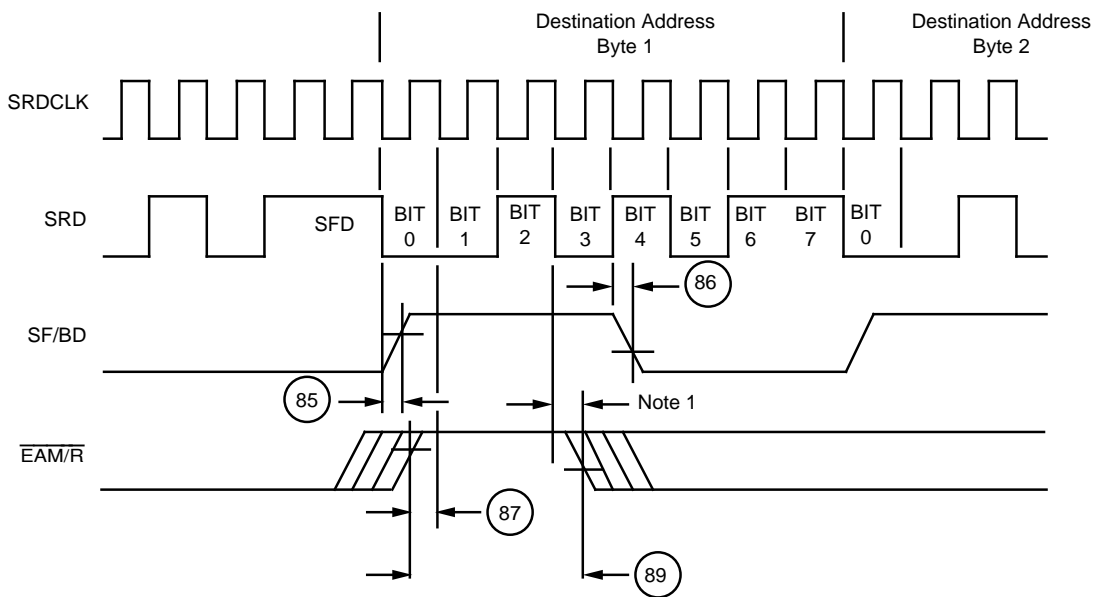 Destination Address
Byte 1
Destination Address
Byte 2
SRDCLK
SRD
SFD
BIT
0
BIT
1
BIT
2
BIT
3
BIT
4
BIT
5
BIT
6
BIT
7
BIT
0
86
SF/BD
85
Note 1
EAM/R
87
89